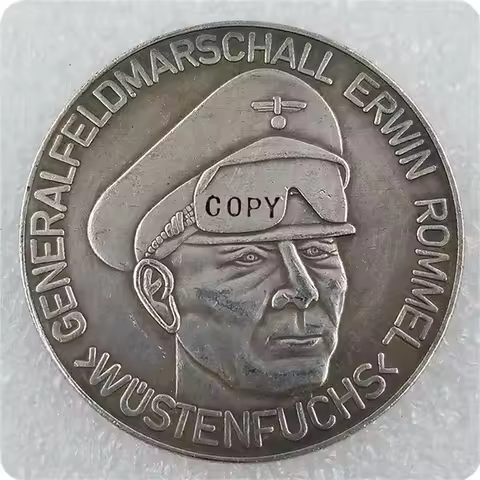 GENERALFELDMARSCHALL ERWIN ROMMEL
>WÜSTENFUCHS<
COPY